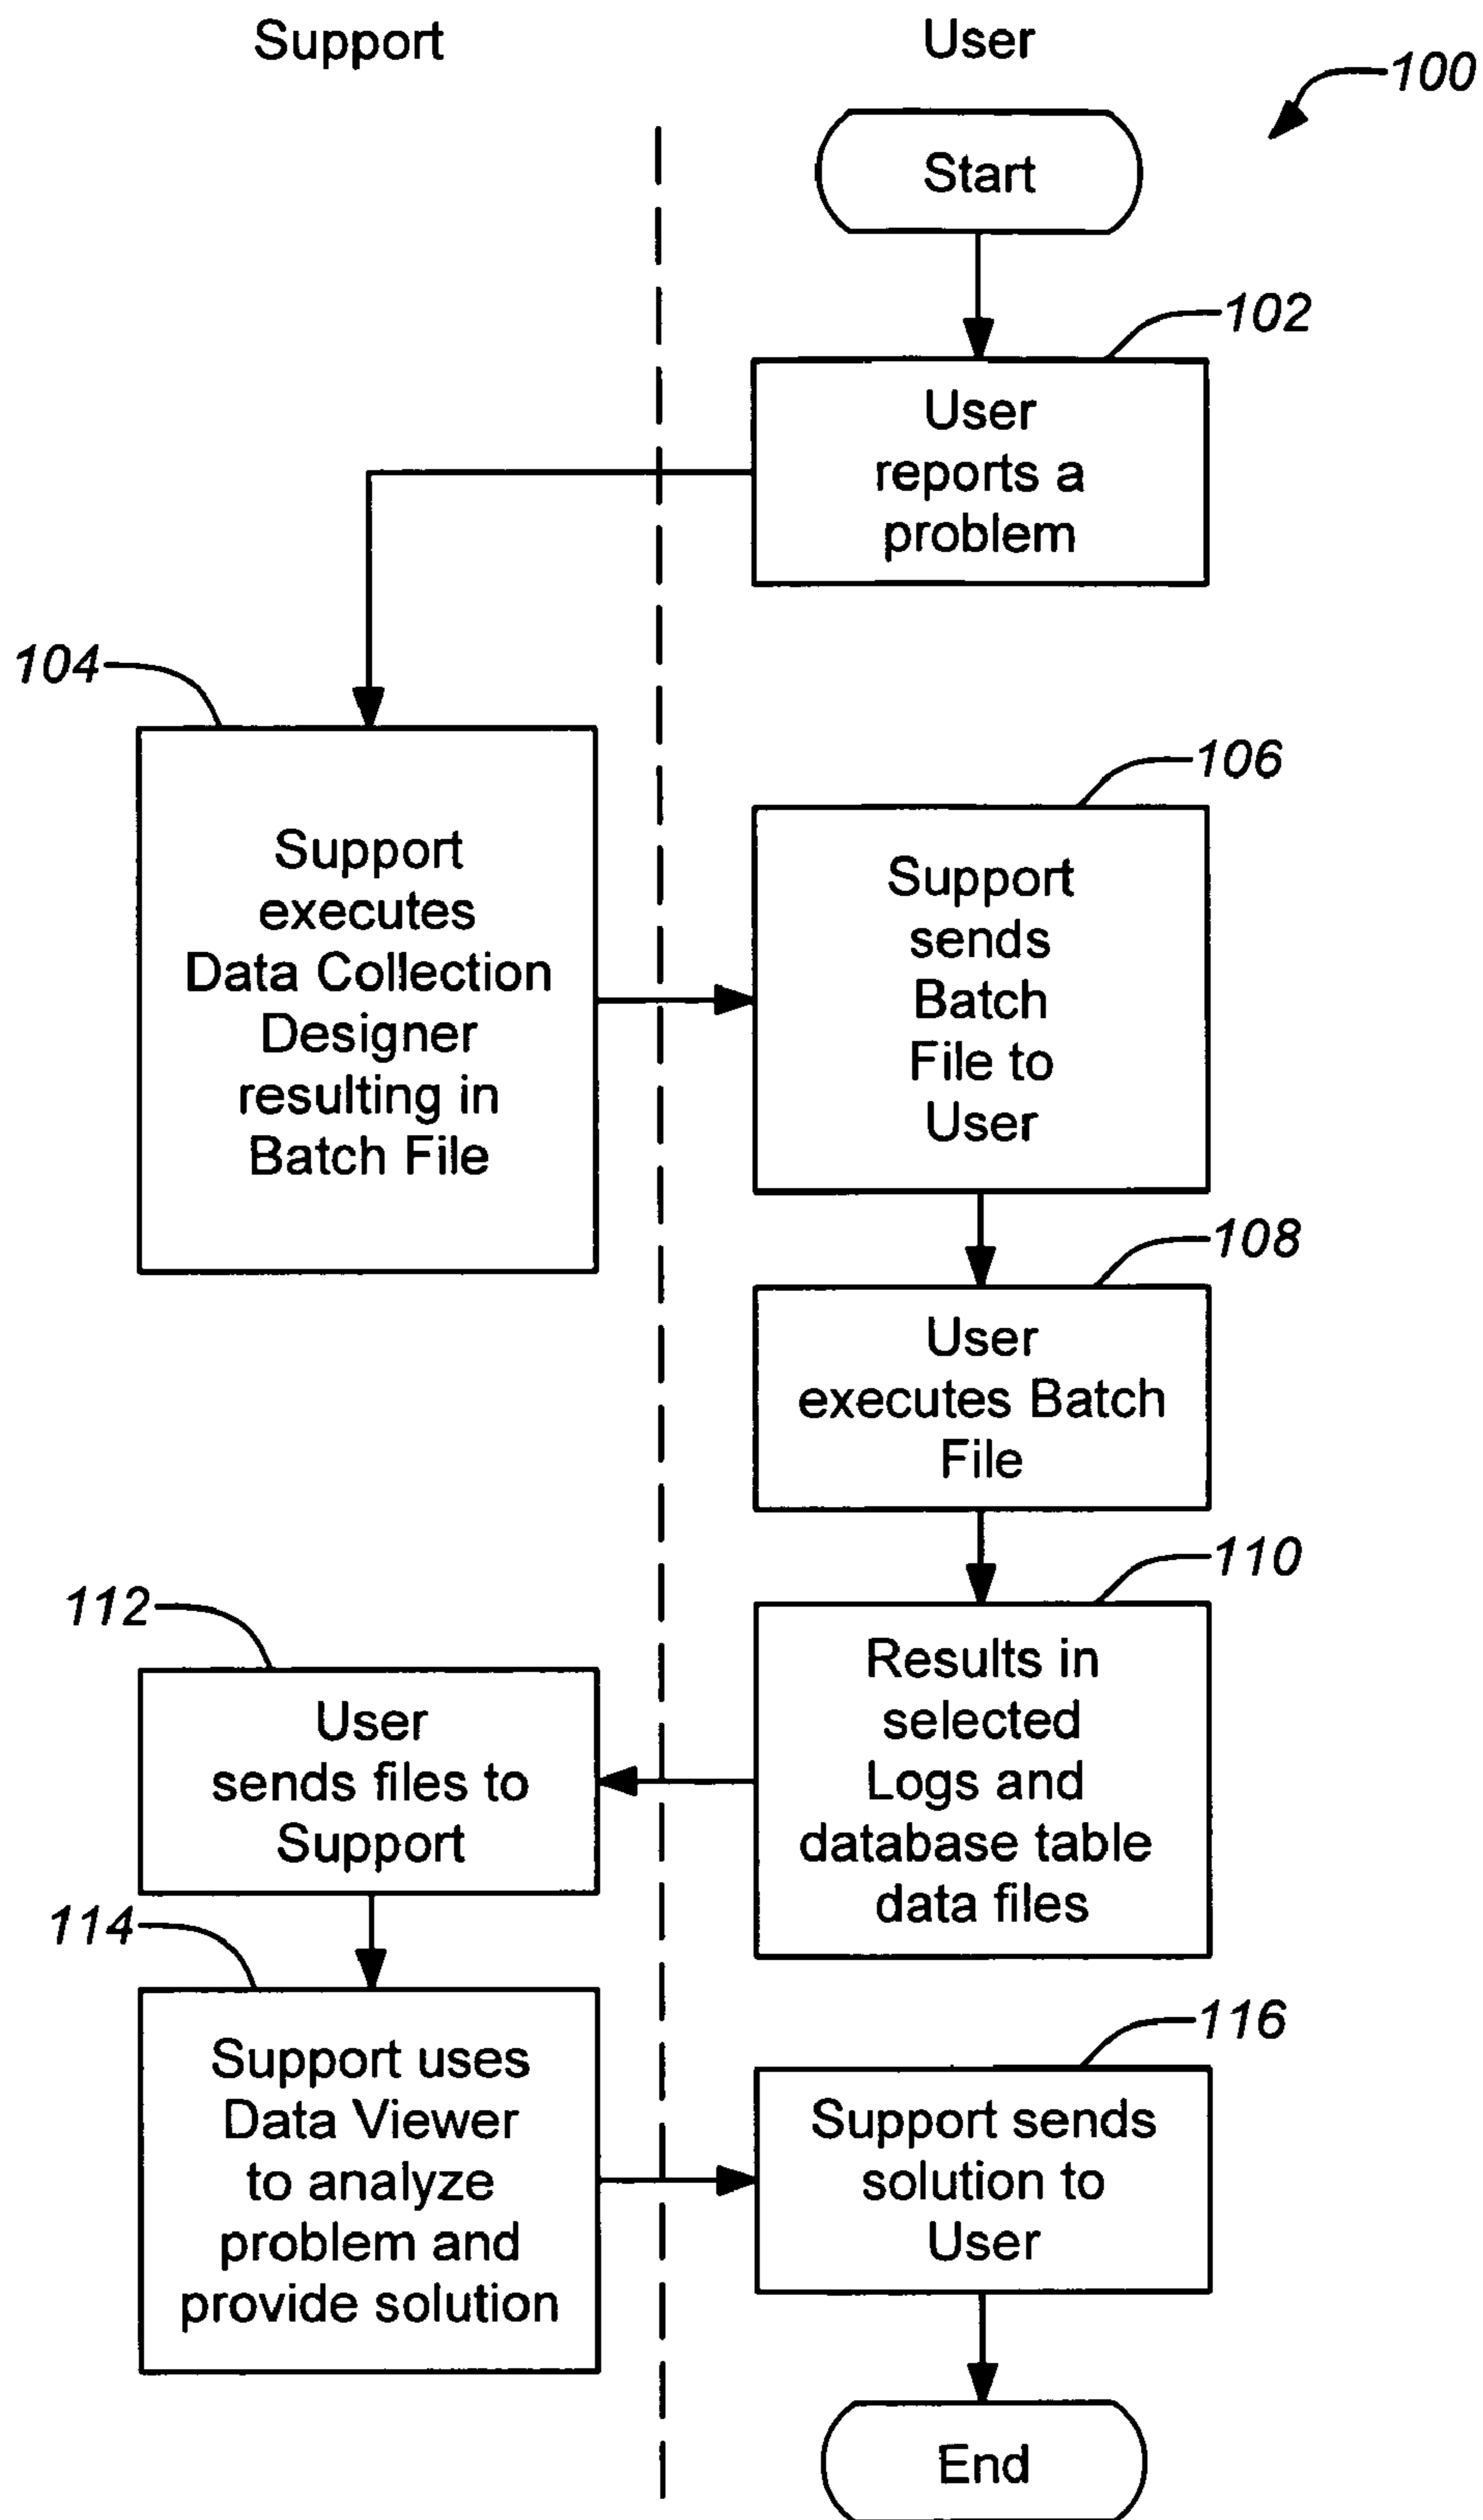 Support
User
100
Start
102
User
reports a
problem
104
Support
executes
Data Collection
Designer
resulting in
Batch File
106
Support
sends
Batch
File to
User
108
User
executes Batch
File
110
Results in
selected
Logs and
database table
data files
112
User
sends files to
Support
114
Support uses
Data Viewer
to analyze
problem and
provide solution
116
Support sends
solution to
User
End